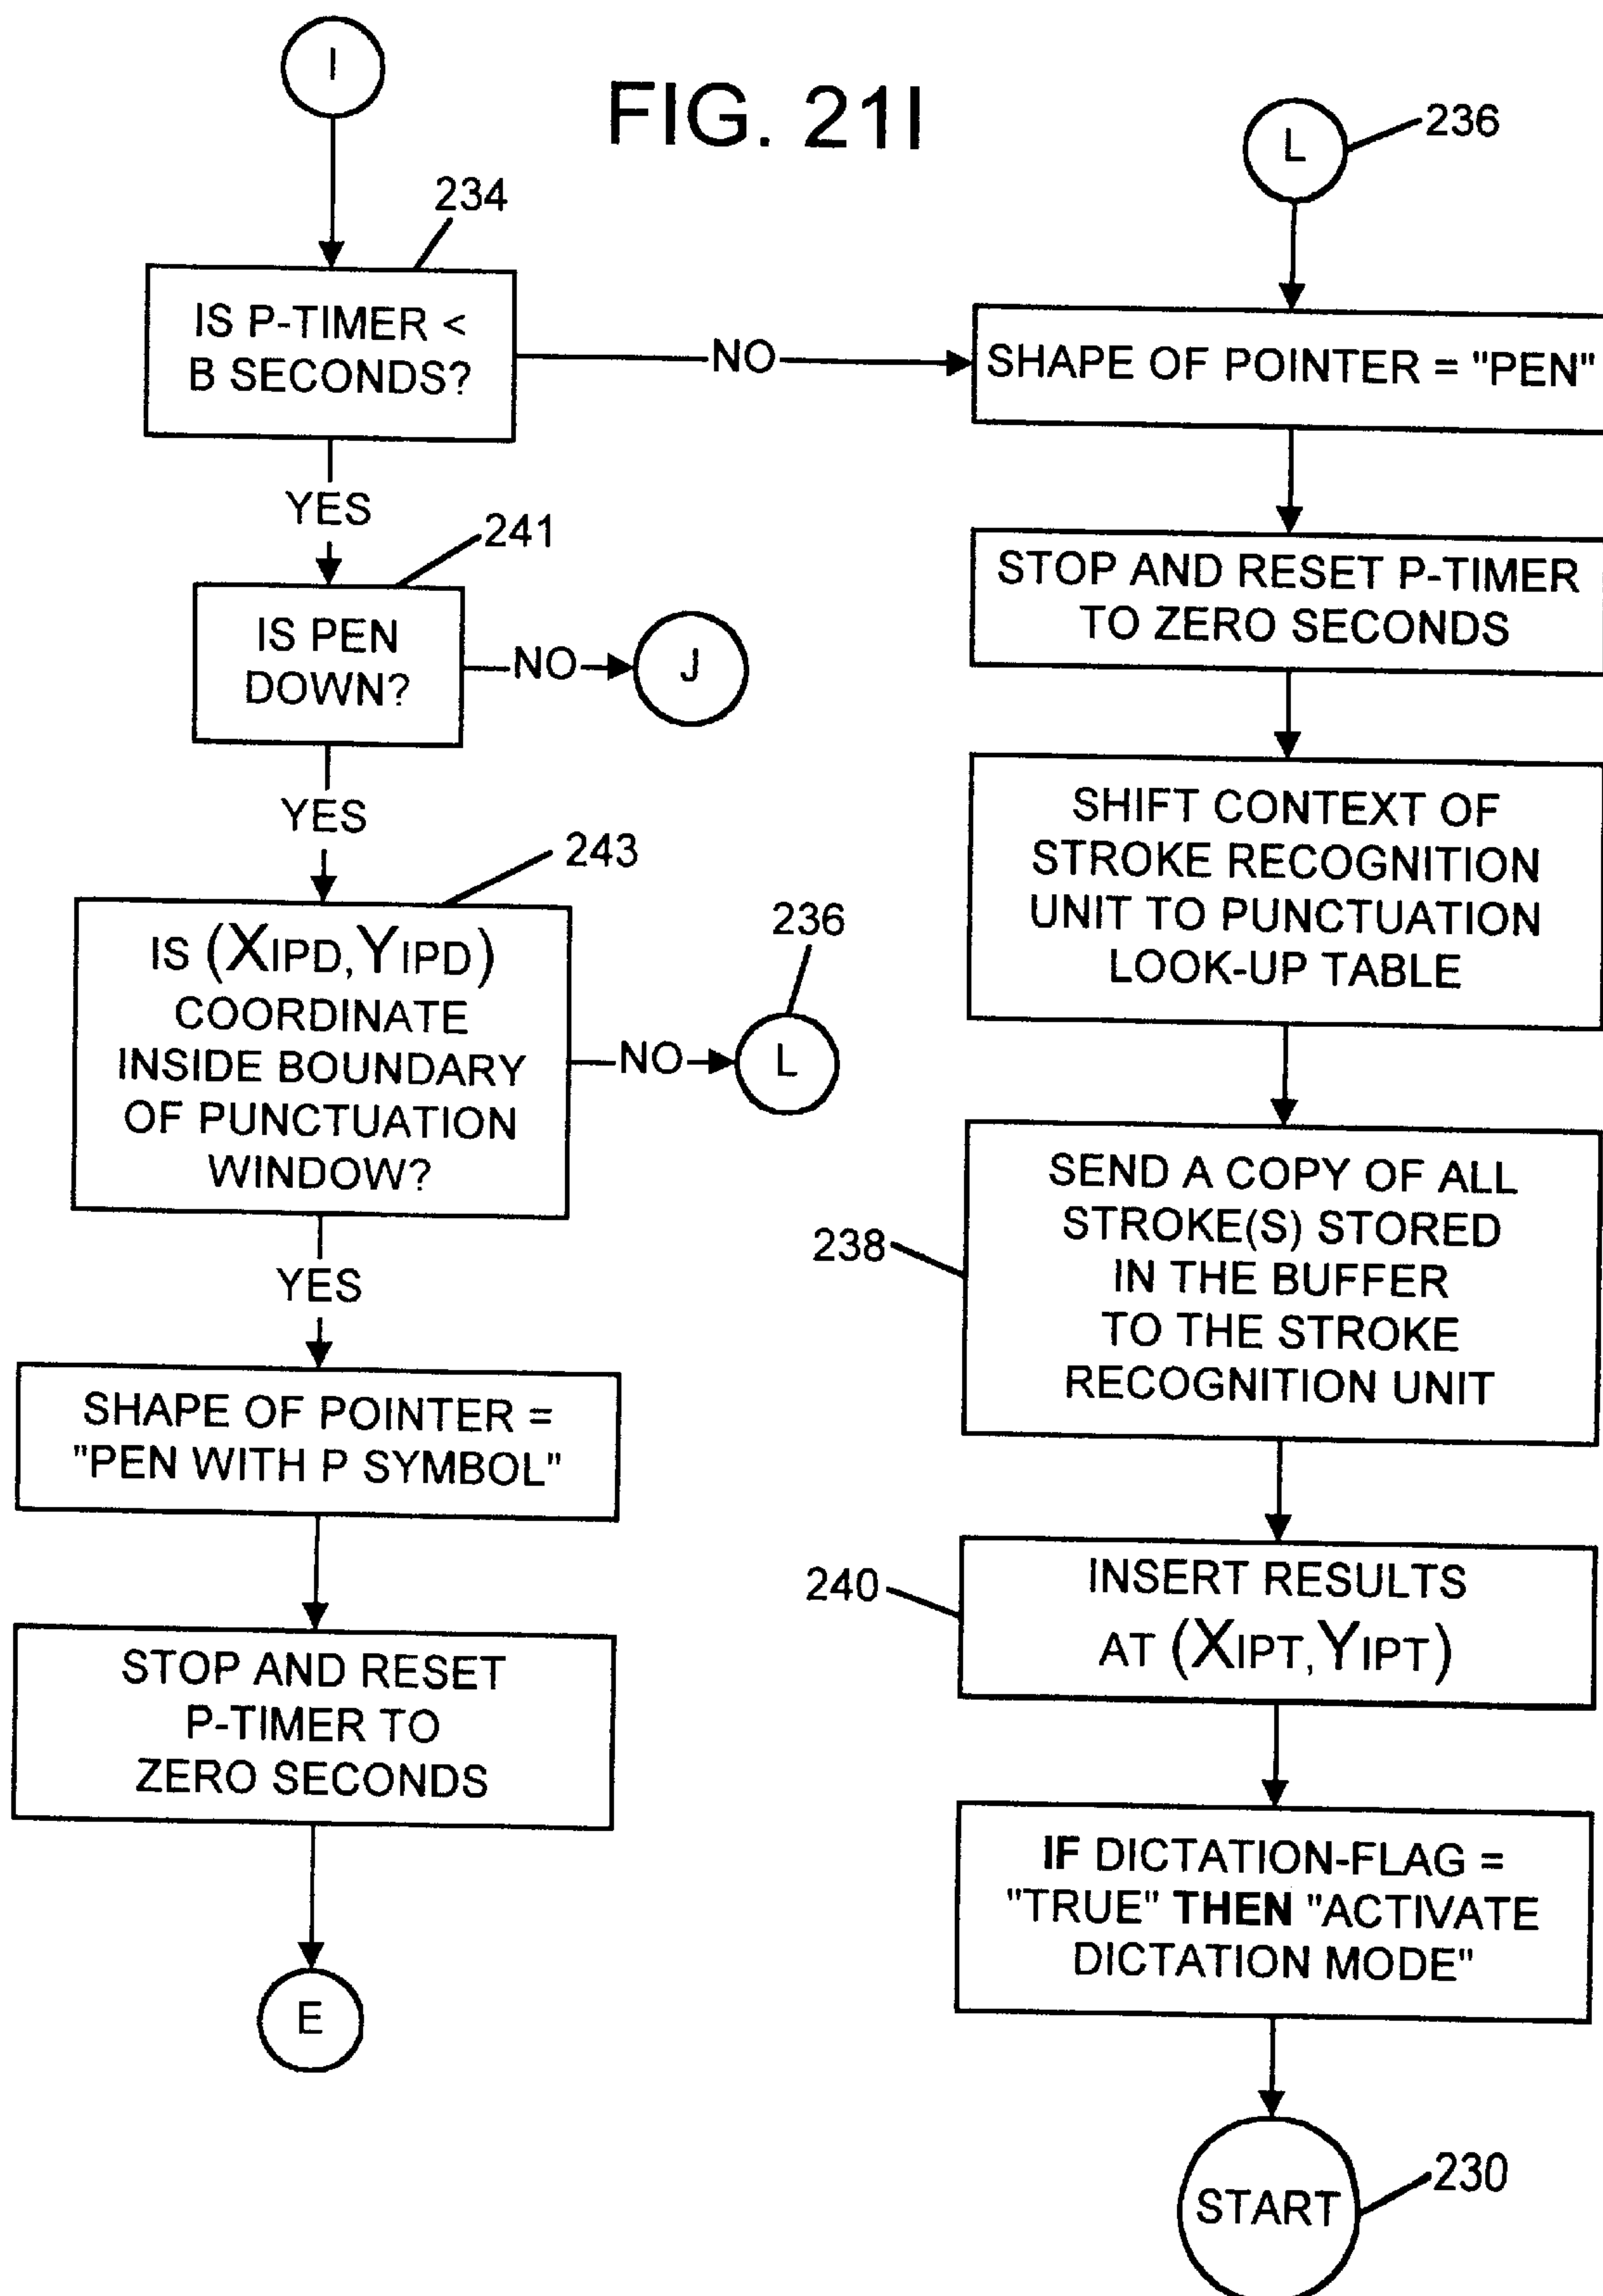 FIG. 21I
I
234
IS P-TIMER <
B SECONDS?
NO
YES
241
IS PEN
DOWN?
NO
J
YES
243
IS (XIPD, YIPD)
COORDINATE
INSIDE BOUNDARY
OF PUNCTUATION
WINDOW?
NO
236
L
YES
SHAPE OF POINTER =
"PEN WITH P SYMBOL"
STOP AND RESET
P-TIMER TO
ZERO SECONDS
E
L
236
SHAPE OF POINTER = "PEN"
STOP AND RESET P-TIMER
TO ZERO SECONDS
SHIFT CONTEXT OF
STROKE RECOGNITION
UNIT TO PUNCTUATION
LOOK-UP TABLE
238
SEND A COPY OF ALL
STROKE(S) STORED
IN THE BUFFER
TO THE STROKE
RECOGNITION UNIT
240
INSERT RESULTS
AT (XIPT, YIPT)
IF DICTATION-FLAG =
"TRUE" THEN "ACTIVATE
DICTATION MODE"
START
230